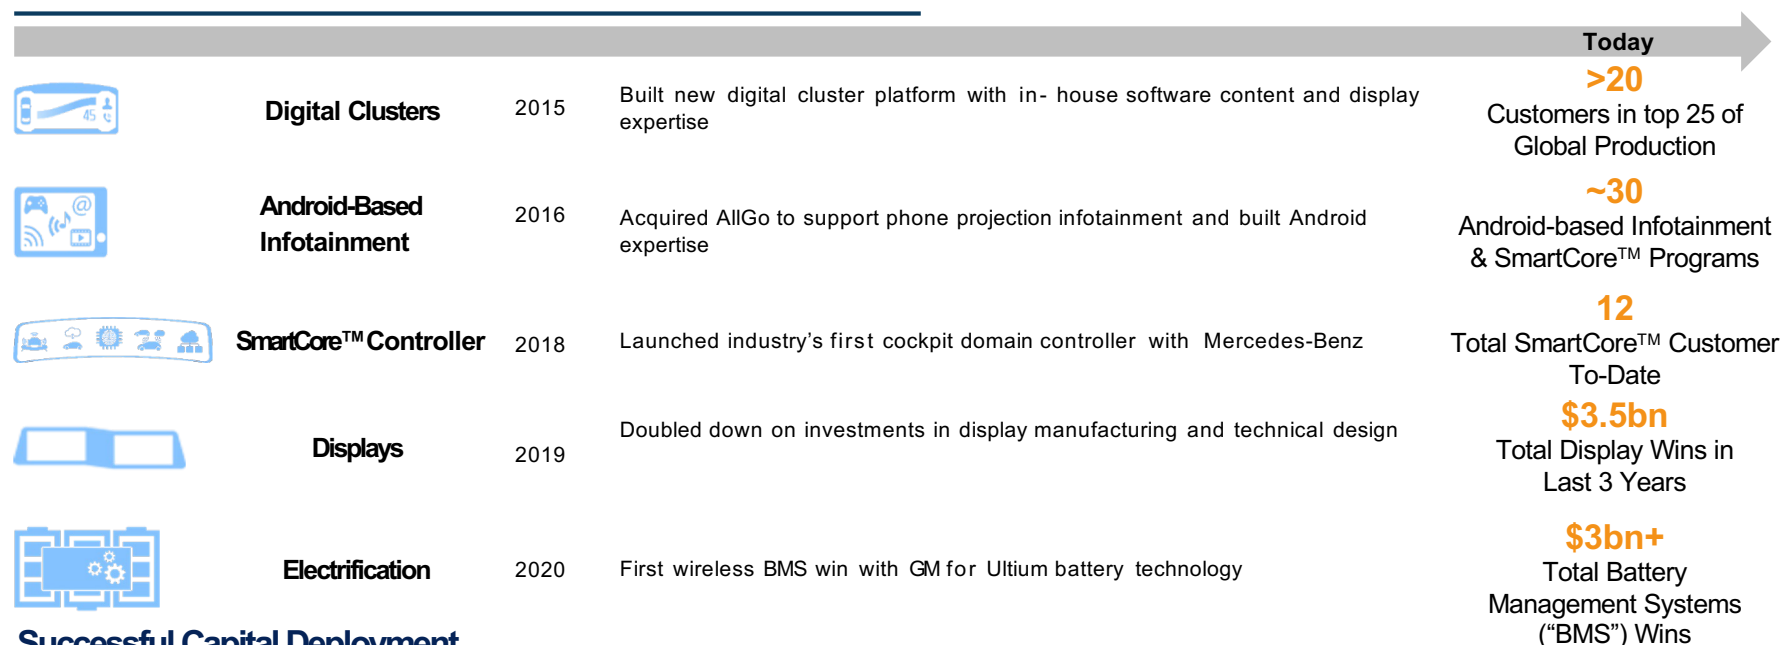 Today
Digital Clusters
2015
Built new digital cluster platform with in- house software content and display
expertise
>20
Customers in top 25 of
Global Production
45
Android-Based
Infotainment
2016
Acquired AllGo to support phone projection infotainment and built Android
expertise
~30
Android-based Infotainment
& SmartCore™ Programs
@
SmartCore™ Controller
2018
Launched industry’s first cockpit domain controller with Mercedes-Benz
12
Total SmartCore™ Customer
To-Date
Displays
2019
Doubled down on investments in display manufacturing and technical design
$3.5bn
Total Display Wins in
Last 3 Years
Electrification
2020
First wireless BMS win with GM for Ultium battery technology
$3bn+
Total Battery
Management Systems
(“BMS”) Wins
Successful Capital Deployment